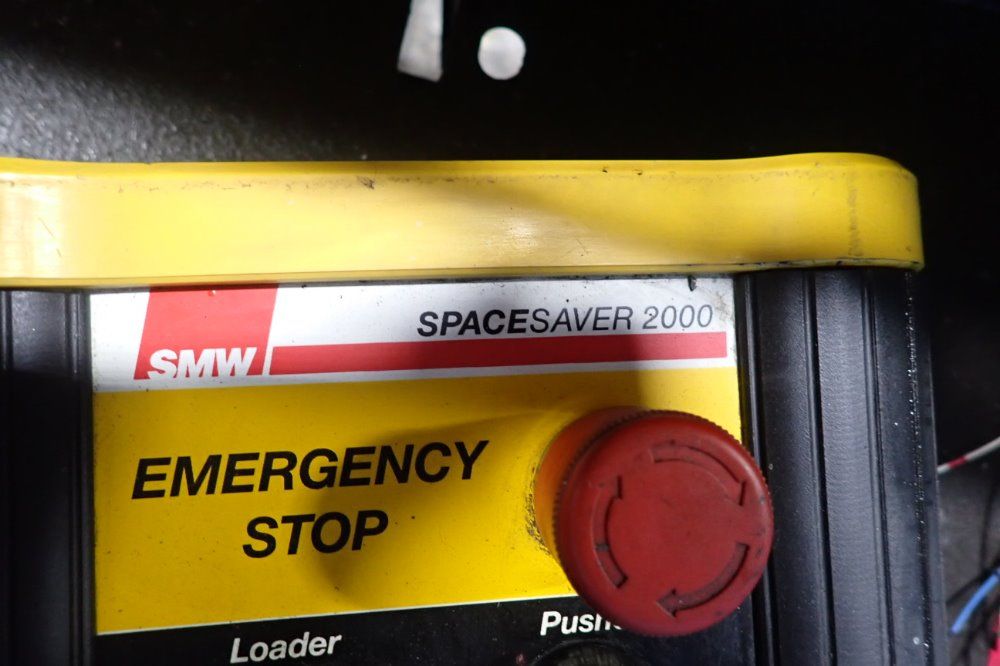 SMW
SPACESAVER 2000
EMERGENCY
STOP
Loader